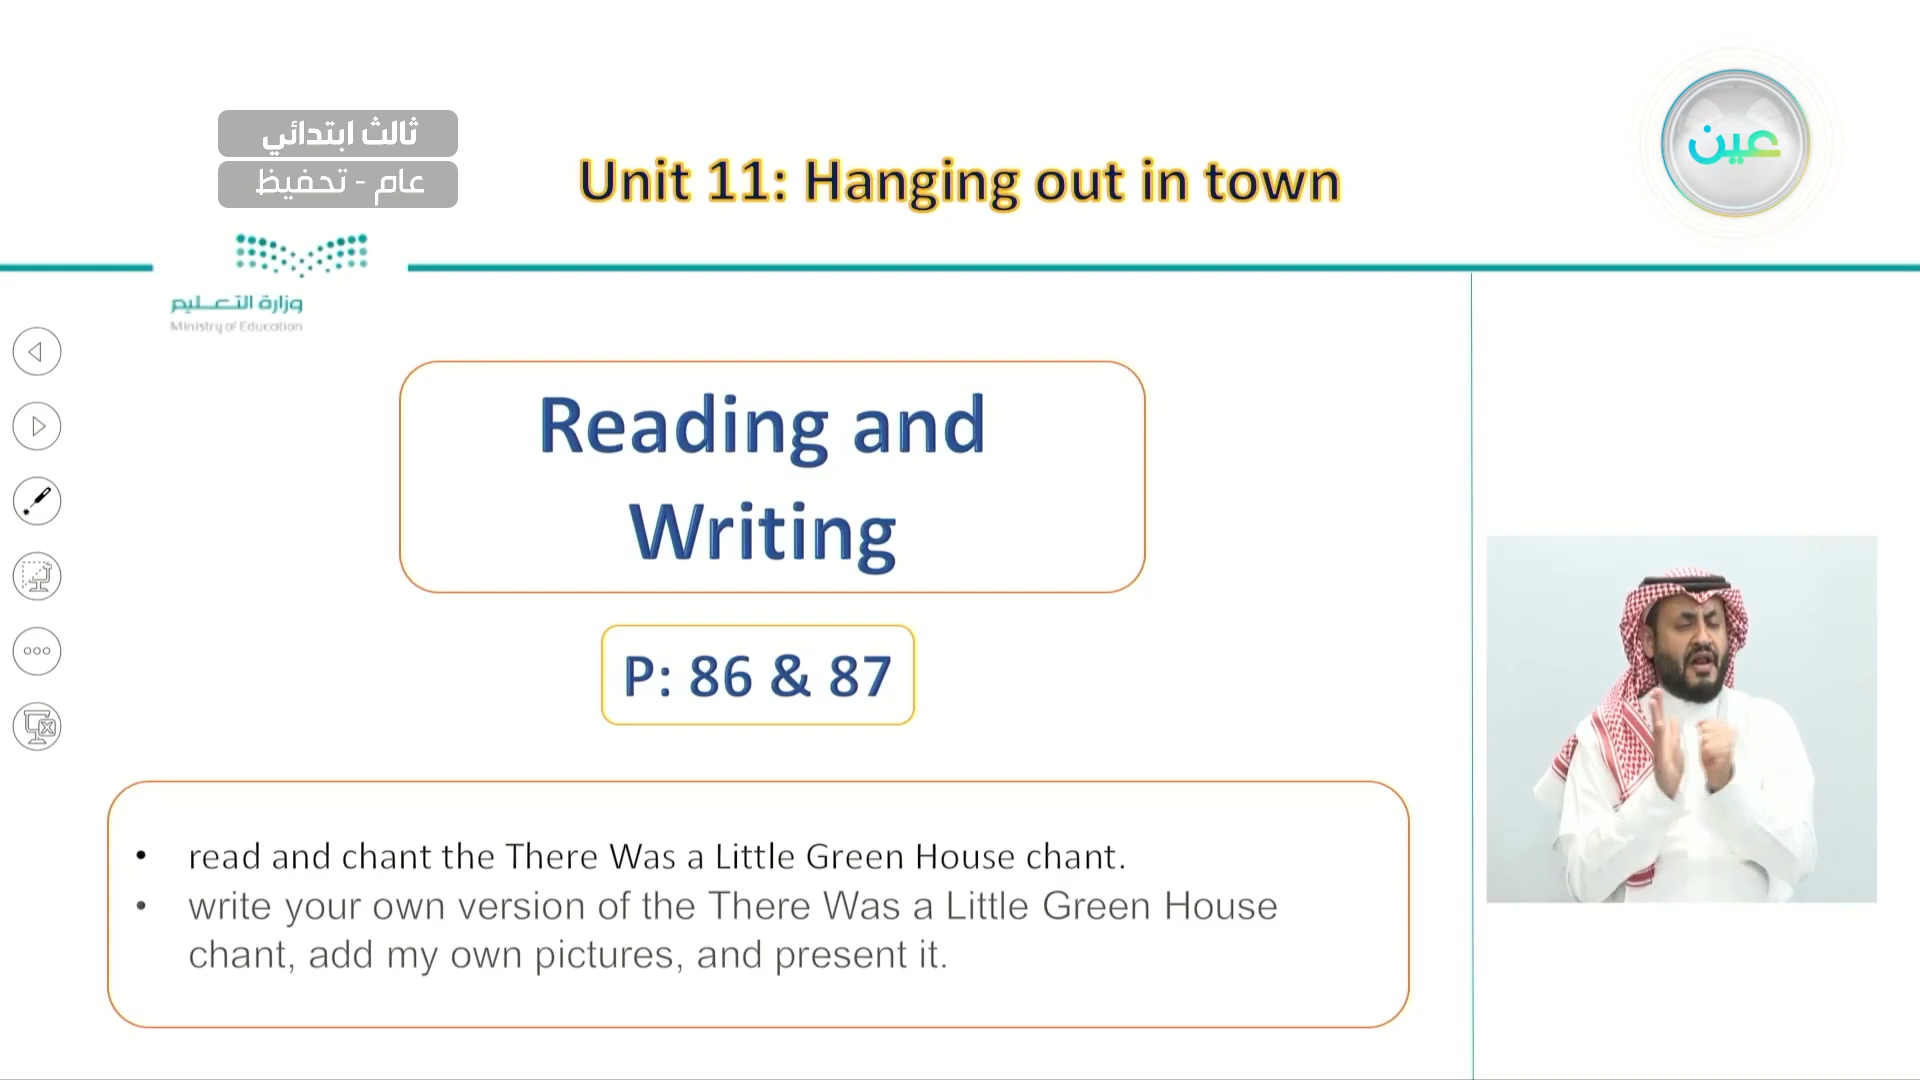 ثالث ابتدائي
عام - تحفيظ
Unit 11: Hanging out in town
عين
وزارة التعليم
Ministry of Education
Reading and
Writing
P: 86 & 87
• read and chant the There Was a Little Green House chant.
• write your own version of the There Was a Little Green House
chant, add my own pictures, and present it.